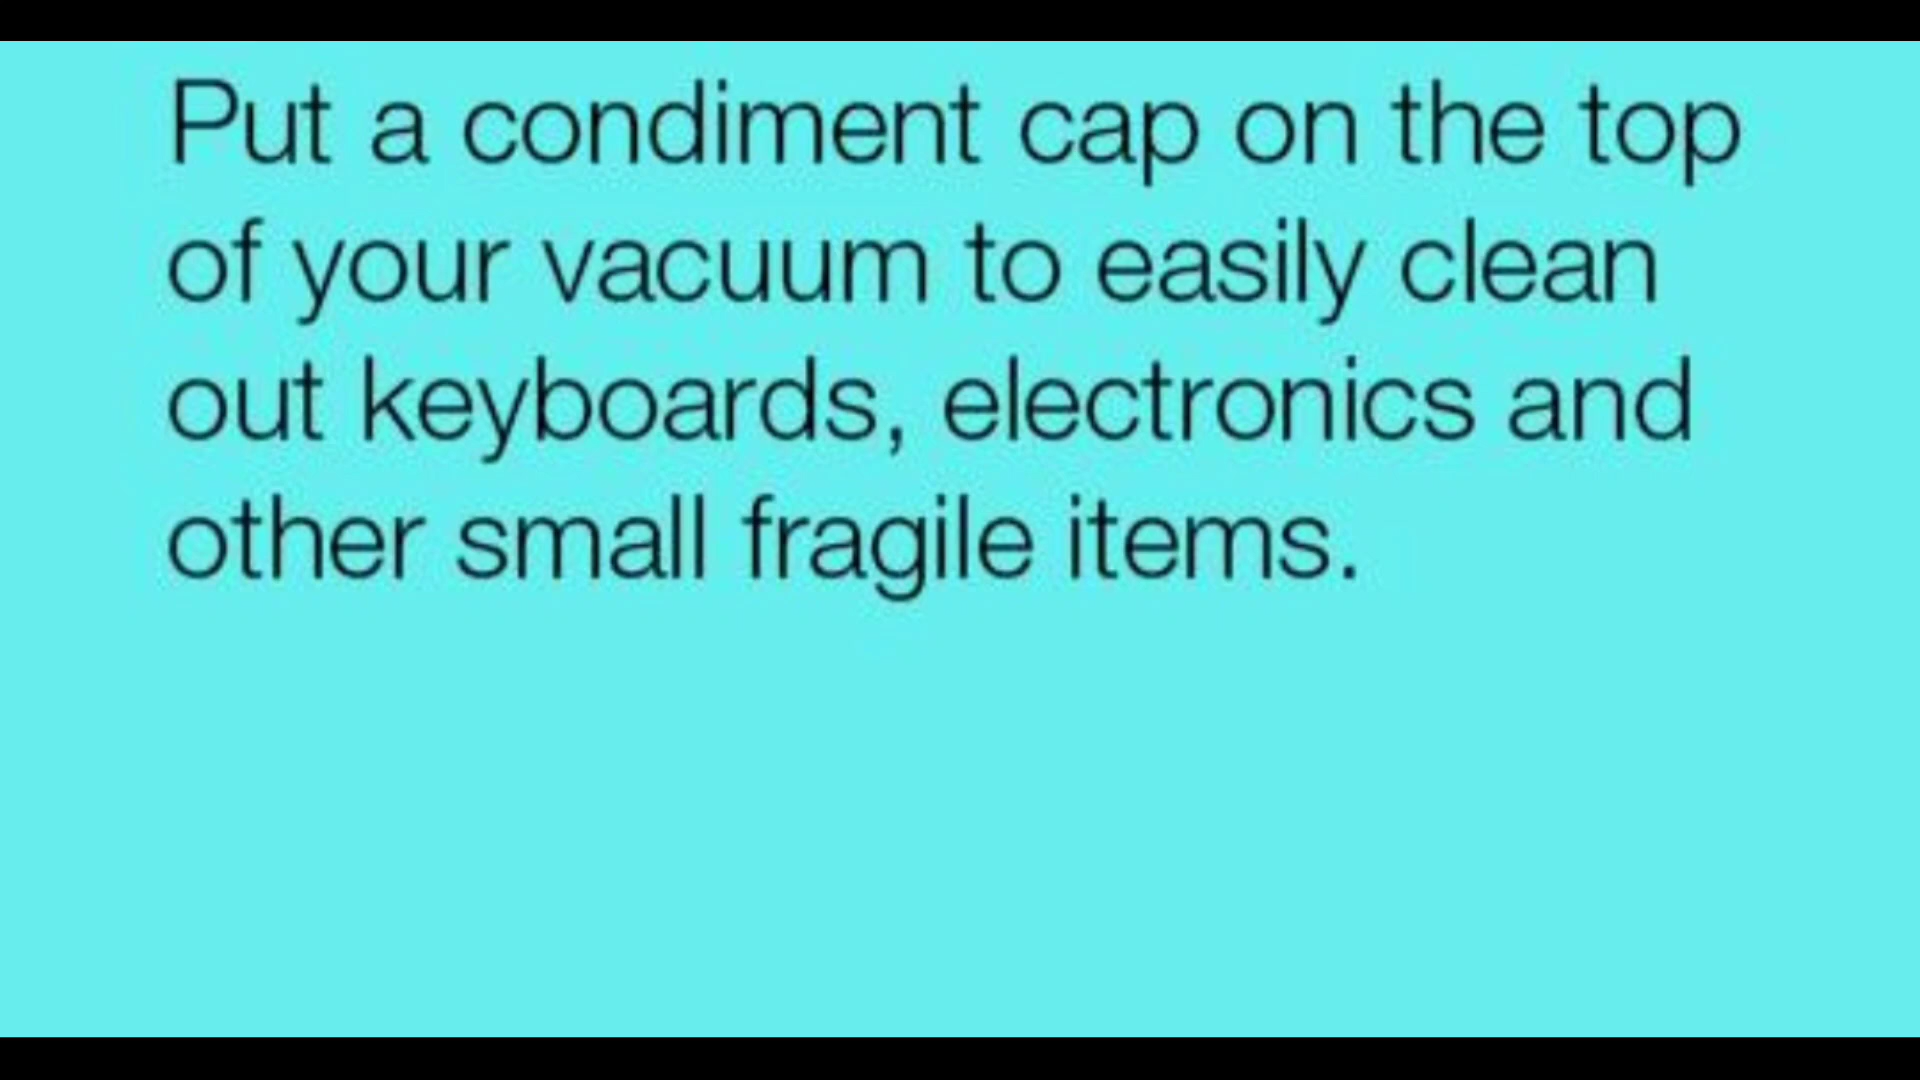 Put a condiment cap on the top
of your vacuum to easily clean
out keyboards, electronics and
other small fragile items.